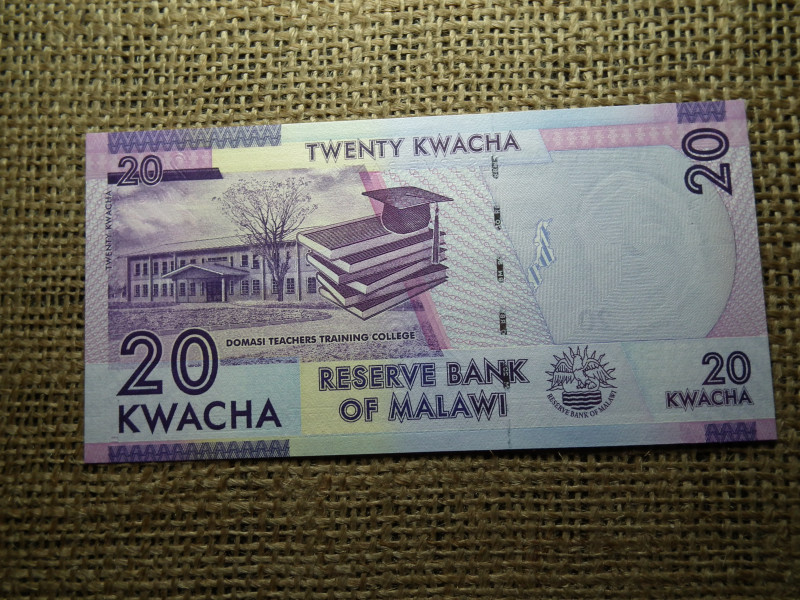 TWENTY KWACHA
20
20
TWENTY KWACHA
DOMASI TEACHERS TRAINING COLLEGE
20
KWACHA
RESERVE BANK
OF MALAWI
RESERVE BANK OF MALAWI
20
KWACHA